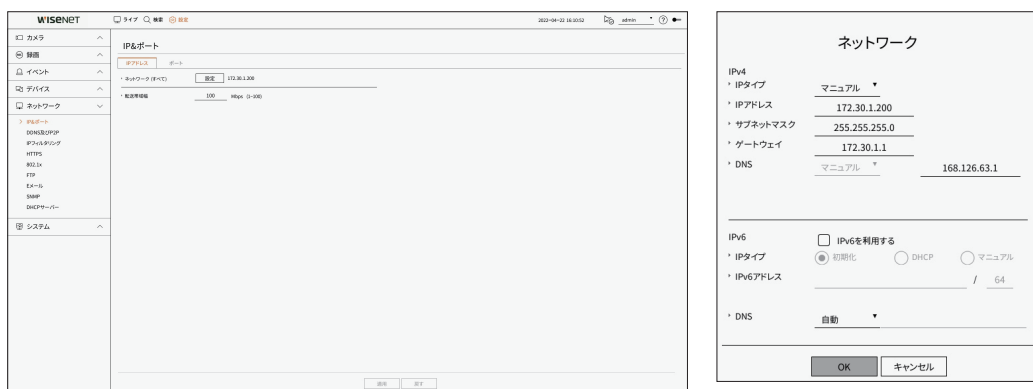 WISENET
ライブ 検索 設定
2022-04-22 16:10:52 admin
カメラ
録画
イベント
デバイス
ネットワーク
IP&ポート
DDNS及びP2P
IPフィルタリング
HTTPS
802.1x
FTP
Eメール
SNMP
DHCPサーバー
システム
IP&ポート
IPアドレス ポート
ネットワーク (すべて) 設定 172.30.1.200
転送帯域幅 100 Mbps (1~100)
適用 戻す
ネットワーク
IPv4
IPタイプ マニュアル
IPアドレス 172.30.1.200
サブネットマスク 255.255.255.0
ゲートウェイ 172.30.1.1
DNS マニュアル 168.126.63.1
IPv6 IPv6を利用する
IPタイプ 初期化 DHCP マニュアル
IPv6アドレス / 64
DNS 自動
OK キャンセル